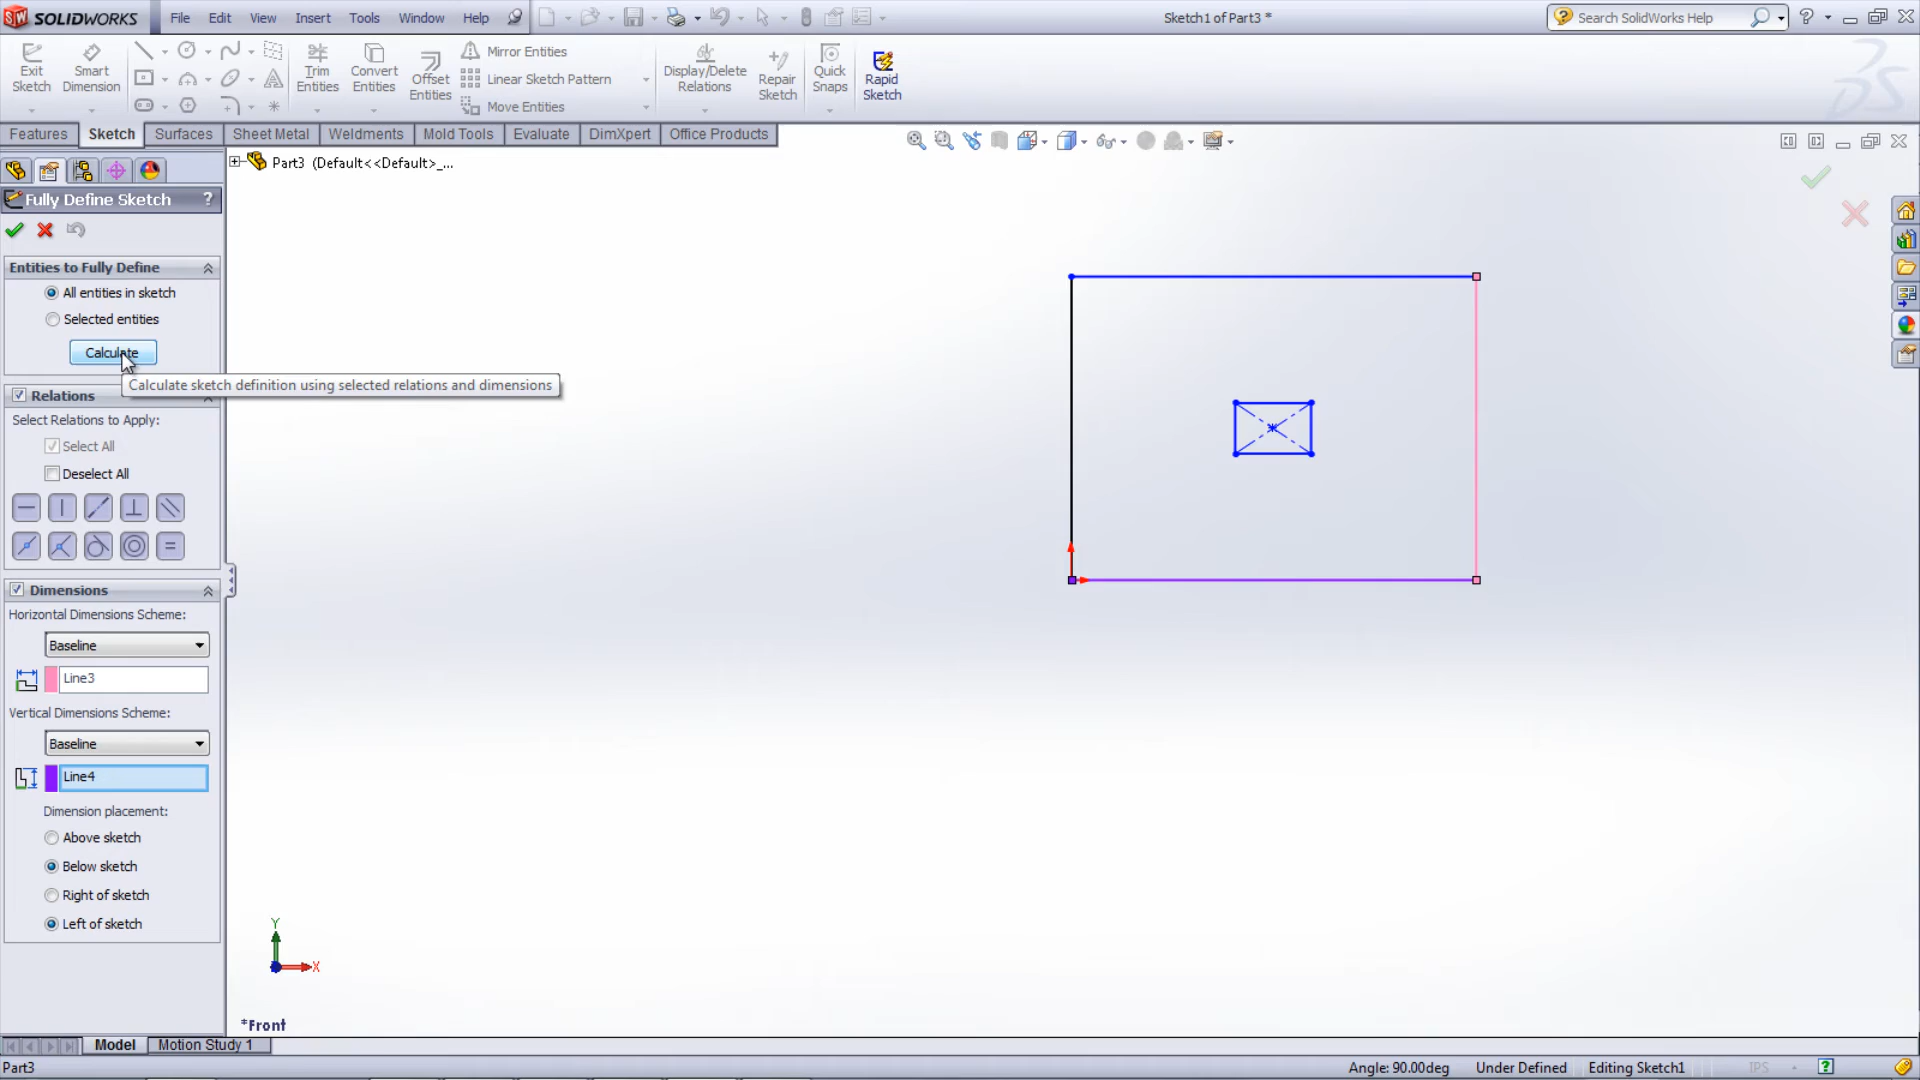 SOLIDWORKS File Edit View Insert Tools Window Help Sketch1 of Part3 * Search SolidWorks Help
Exit Sketch
Smart Dimension
Trim Entities
Convert Entities
Offset Entities
Mirror Entities
Linear Sketch Pattern
Move Entities
Display/Delete Relations
Repair Sketch
Quick Snaps
Rapid Sketch
Features Sketch Surfaces Sheet Metal Weldments Mold Tools Evaluate DimXpert Office Products
Part3 (Default<<Default>_...
Fully Define Sketch ?
Entities to Fully Define
All entities in sketch
Selected entities
Calculate
Calculate sketch definition using selected relations and dimensions
Relations
Select Relations to Apply:
Select All
Deselect All
Dimensions
Horizontal Dimensions Scheme:
Baseline
Line3
Vertical Dimensions Scheme:
Baseline
Line4
Dimension placement:
Above sketch
Below sketch
Right of sketch
Left of sketch
Y
X
*Front
Model Motion Study 1
Part3 Angle: 90.00deg Under Defined Editing Sketch1 IPS